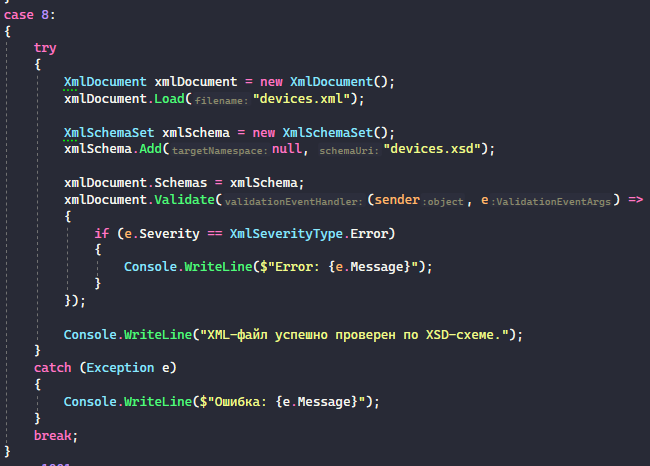 }
case 8:
{
try
{
XmlDocument xmlDocument = new XmlDocument();
xmlDocument.Load(filename: "devices.xml");
XmlSchemaSet xmlSchema = new XmlSchemaSet();
xmlSchema.Add(targetNamespace: null, schemaUri: "devices.xsd");
xmlDocument.Schemas = xmlSchema;
xmlDocument.Validate(validationEventHandler: (sender :object, e :ValidationEventArgs) =>
{
if (e.Severity == XmlSeverityType.Error)
{
Console.WriteLine($"Error: {e.Message}");
}
});
Console.WriteLine("XML-файл успешно проверен по XSD-схеме.");
}
catch (Exception e)
{
Console.WriteLine($"Ошибка: {e.Message}");
}
break;
}